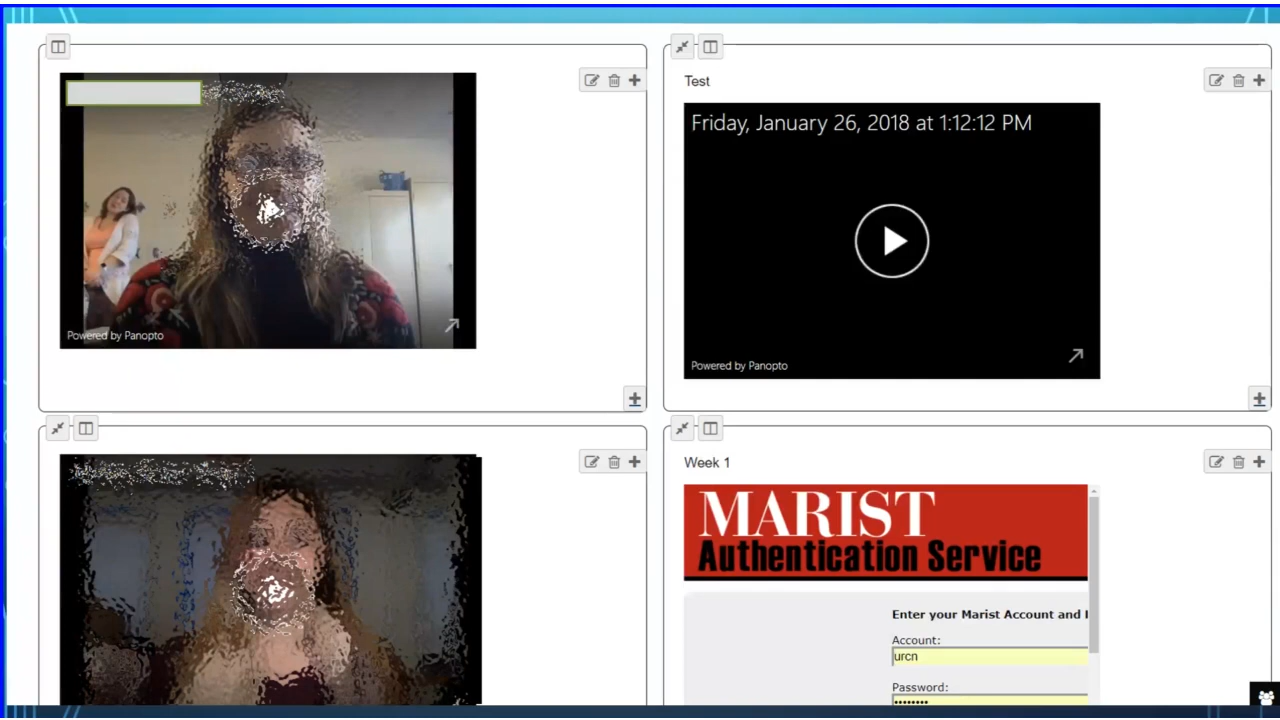 Powered by Panopto
Test
Friday, January 26, 2018 at 1:12:12 PM
Powered by Panopto
Week 1
MARIST
Authentication Service
Enter your Marist Account and
Account:
urcn
Password:
••••••••